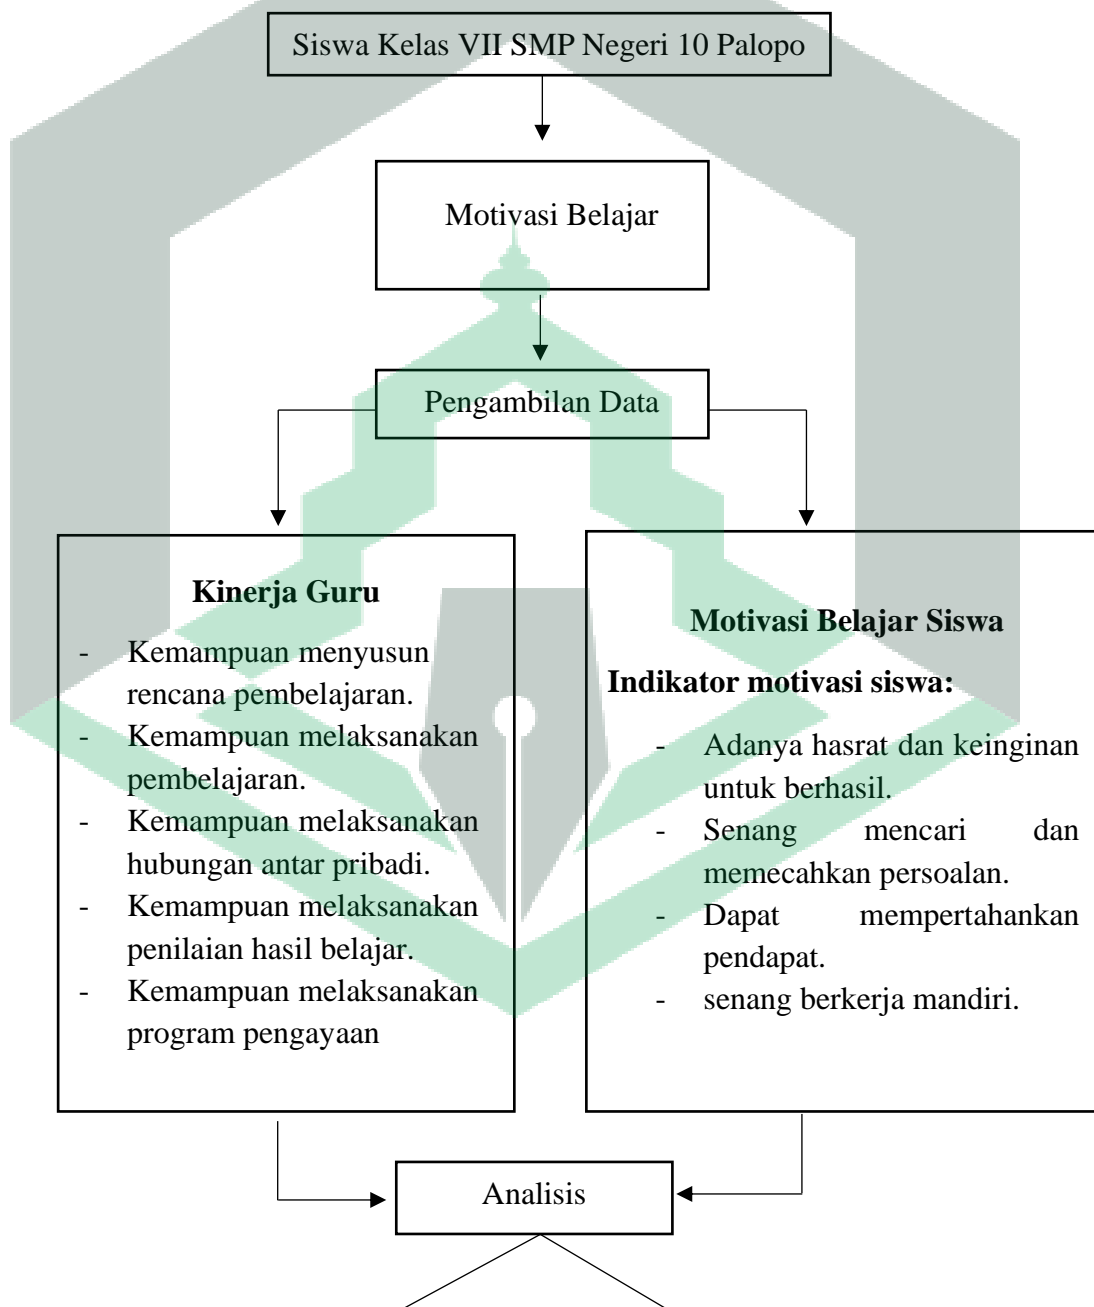 Siswa Kelas VII SMP Negeri 10 Palopo
Motivasi Belajar
Pengambilan Data
Kinerja Guru
- Kemampuan menyusun
rencana pembelajaran.
- Kemampuan melaksanakan
pembelajaran.
- Kemampuan melaksanakan
hubungan antar pribadi.
- Kemampuan melaksanakan
penilaian hasil belajar.
- Kemampuan melaksanakan
program pengayaan
Motivasi Belajar Siswa
Indikator motivasi siswa:
- Adanya hasrat dan keinginan
untuk berhasil.
- Senang mencari dan
memecahkan persoalan.
- Dapat mempertahankan
pendapat.
- senang berkerja mandiri.
Analisis